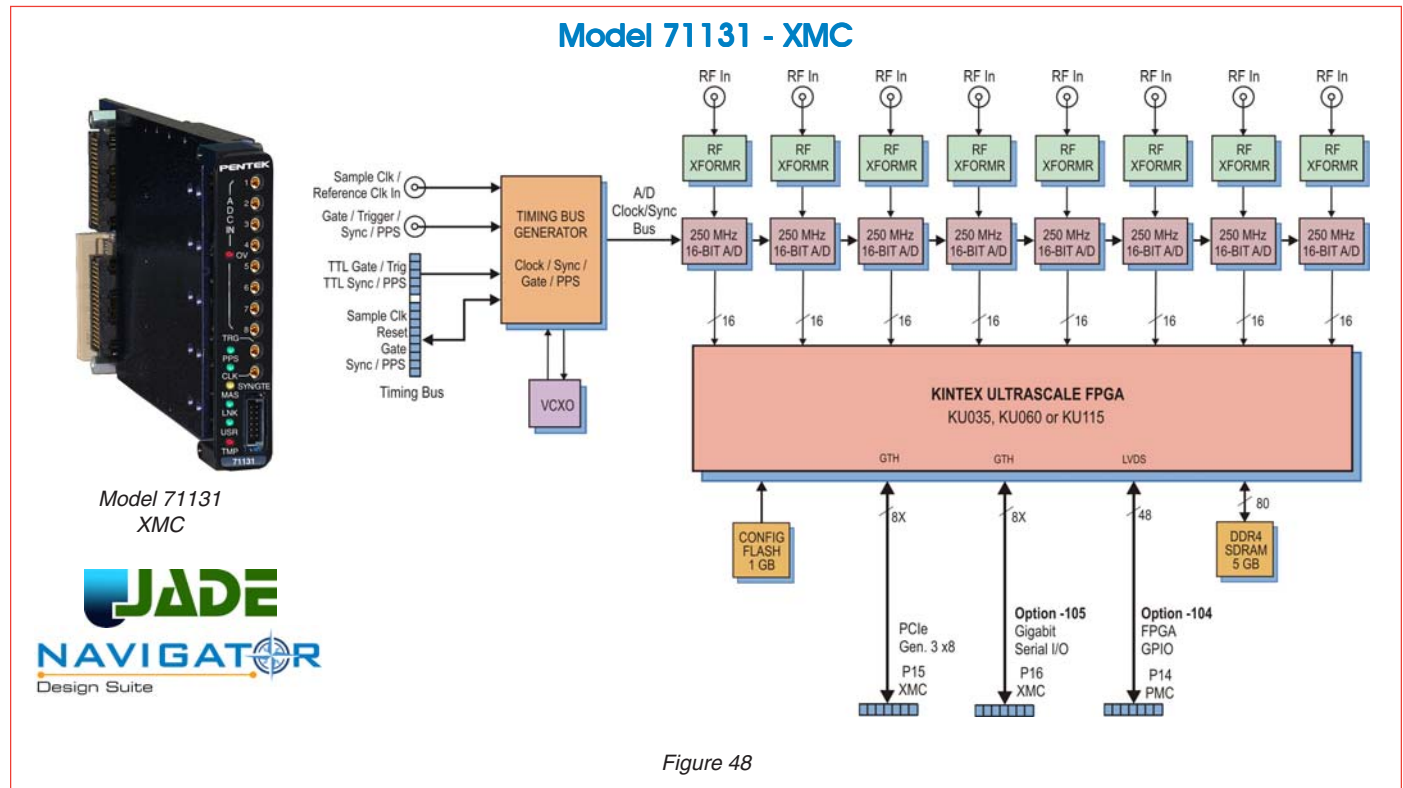 Model 71131 - XMC
PENTEK
ADC IN
1
2
3
4
OV
5
6
7
8
TRG
PPS
CLK
SYN/GTE
MAS
LNK
USR
TMP
71131
Model 71131
XMC
JADE
NAVIGATOR
Design Suite
Sample Clk /
Reference Clk In
Gate / Trigger /
Sync / PPS
TTL Gate / Trig
TTL Sync / PPS
Sample Clk
Reset
Gate
Sync / PPS
Timing Bus
TIMING BUS
GENERATOR
Clock / Sync /
Gate / PPS
VCXO
A/D
Clock/Sync
Bus
RF In
RF In
RF In
RF In
RF In
RF In
RF In
RF In
RF
XFORMR
RF
XFORMR
RF
XFORMR
RF
XFORMR
RF
XFORMR
RF
XFORMR
RF
XFORMR
RF
XFORMR
250 MHz
16-BIT A/D
250 MHz
16-BIT A/D
250 MHz
16-BIT A/D
250 MHz
16-BIT A/D
250 MHz
16-BIT A/D
250 MHz
16-BIT A/D
250 MHz
16-BIT A/D
250 MHz
16-BIT A/D
16
16
16
16
16
16
16
16
KINTEX ULTRASCALE FPGA
KU035, KU060 or KU115
GTH
GTH
LVDS
CONFIG
FLASH
1 GB
8X
8X
48
80
DDR4
SDRAM
5 GB
PCIe
Gen. 3 x8
P15
XMC
Option -105
Gigabit
Serial I/O
P16
XMC
Option -104
FPGA
GPIO
P14
PMC
Figure 48